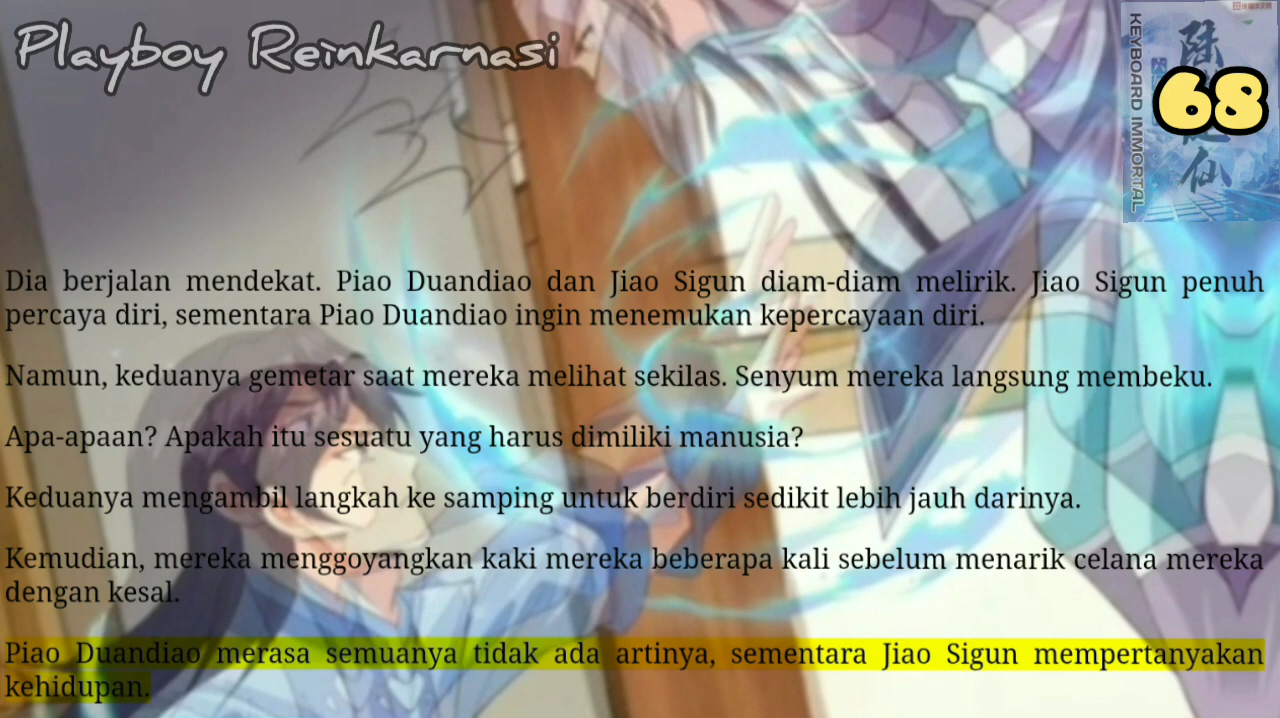 Playboy Reinkarnasi
KEYBOARD IMMORTAL
68
仙
Dia berjalan mendekat. Piao Duandiao dan Jiao Sigun diam-diam melirik. Jiao Sigun penuh
percaya diri, sementara Piao Duandiao ingin menemukan kepercayaan diri.
Namun, keduanya gemetar saat mereka melihat sekilas. Senyum mereka langsung membeku.
Apa-apaan? Apakah itu sesuatu yang harus dimiliki manusia?
Keduanya mengambil langkah ke samping untuk berdiri sedikit lebih jauh darinya.
Kemudian, mereka menggoyangkan kaki mereka beberapa kali sebelum menarik celana mereka
dengan kesal.
Piao Duandiao merasa semuanya tidak ada artinya, sementara Jiao Sigun mempertanyakan
kehidupan.